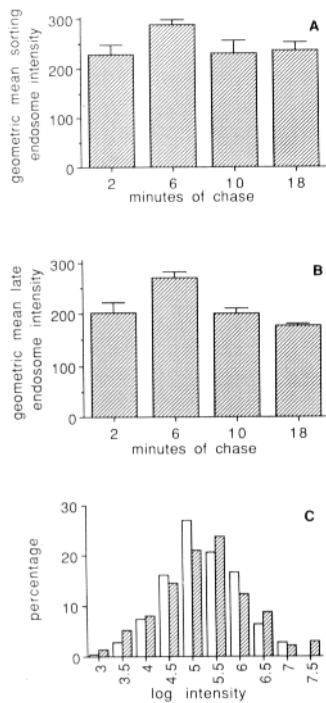 A
geometric mean sorting
endosome intensity
300
200
100
0
2 6 10 18
minutes of chase
B
geometric mean late
endosome intensity
300
200
100
0
2 6 10 18
minutes of chase
C
percentage
30
20
10
0
3 3.5 4 4.5 5 5.5 6 6.5 7 7.5
log intensity